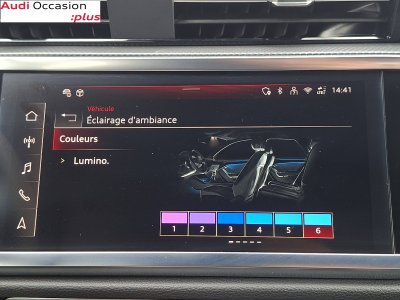 Audi Occasion
:plus
14:41
Véhicule
Éclairage d'ambiance
Couleurs
> Lumino.
1 2 3 4 5 6